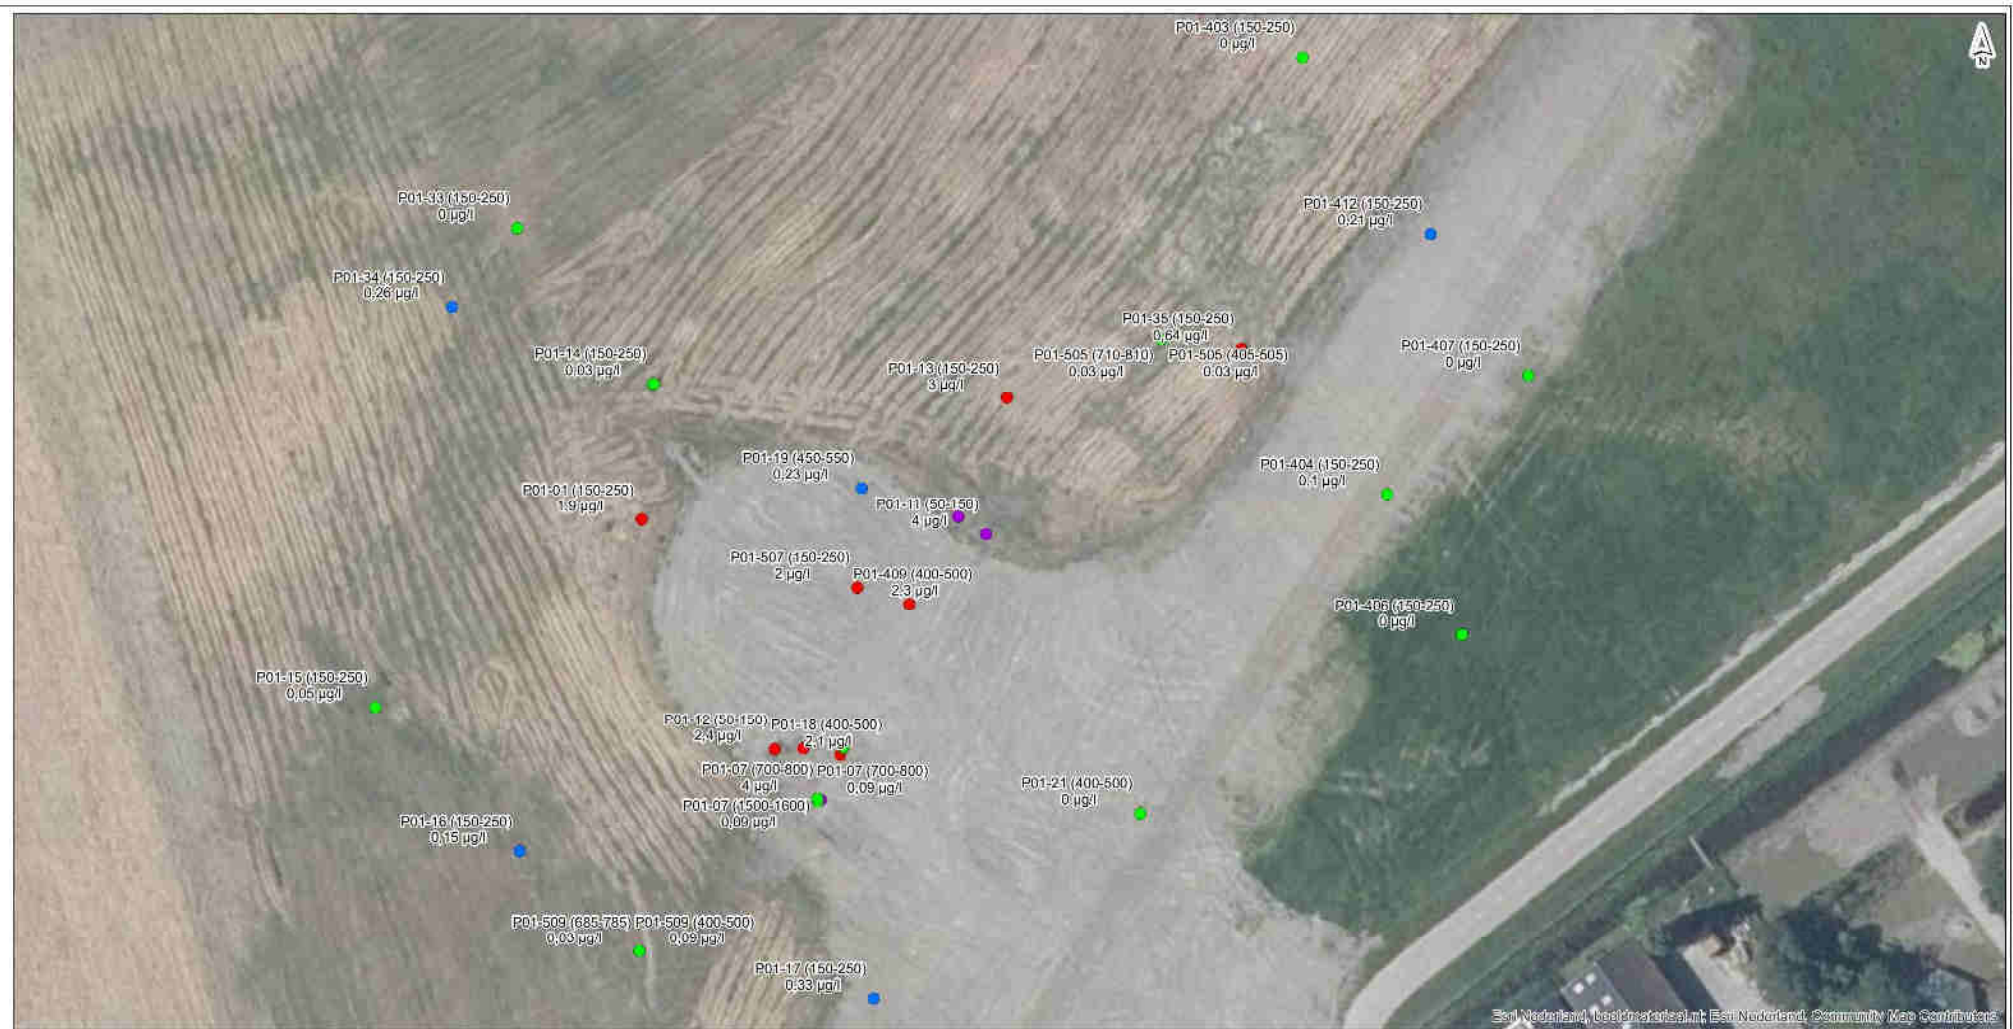 P01-403 (150-250)
0 µg/l
N
P01-33 (150-250)
0 µg/l
P01-412 (150-250)
0,21 µg/l
P01-34 (150-250)
0,26 µg/l
P01-35 (150-250)
0,64 µg/l
P01-14 (150-250)
0,03 µg/l
P01-13 (150-250)
3 µg/l
P01-505 (710-810)
0,03 µg/l
P01-505 (405-505)
0.03 µg/l
P01-407 (150-250)
0 µg/l
P01-19 (450-550)
0,23 µg/l
P01-404 (150-250)
0.1 µg/l
P01-01 (150-250)
1,9 µg/l
P01-11 (50-150)
4 µg/l
P01-507 (150-250)
2 µg/l
P01-409 (400-500)
2,3 µg/l
P01-406 (150-250)
0 µg/l
P01-15 (150-250)
0,05 µg/l
P01-12 (50-150)
2,4 µg/l
P01-18 (400-500)
2,1 µg/l
P01-07 (700-800)
4 µg/l
P01-07 (700-800)
0,09 µg/l
P01-07 (1500-1600)
0,09 µg/l
P01-21 (400-500)
0 µg/l
P01-16 (150-250)
0,15 µg/l
P01-509 (685-785)
0,03 µg/l
P01-509 (400-500)
0,09 µg/l
P01-17 (150-250)
0.33 µg/l
Esri Nederland, beeldmateriaal.nl, Esri Nederland, Community Map Contributors